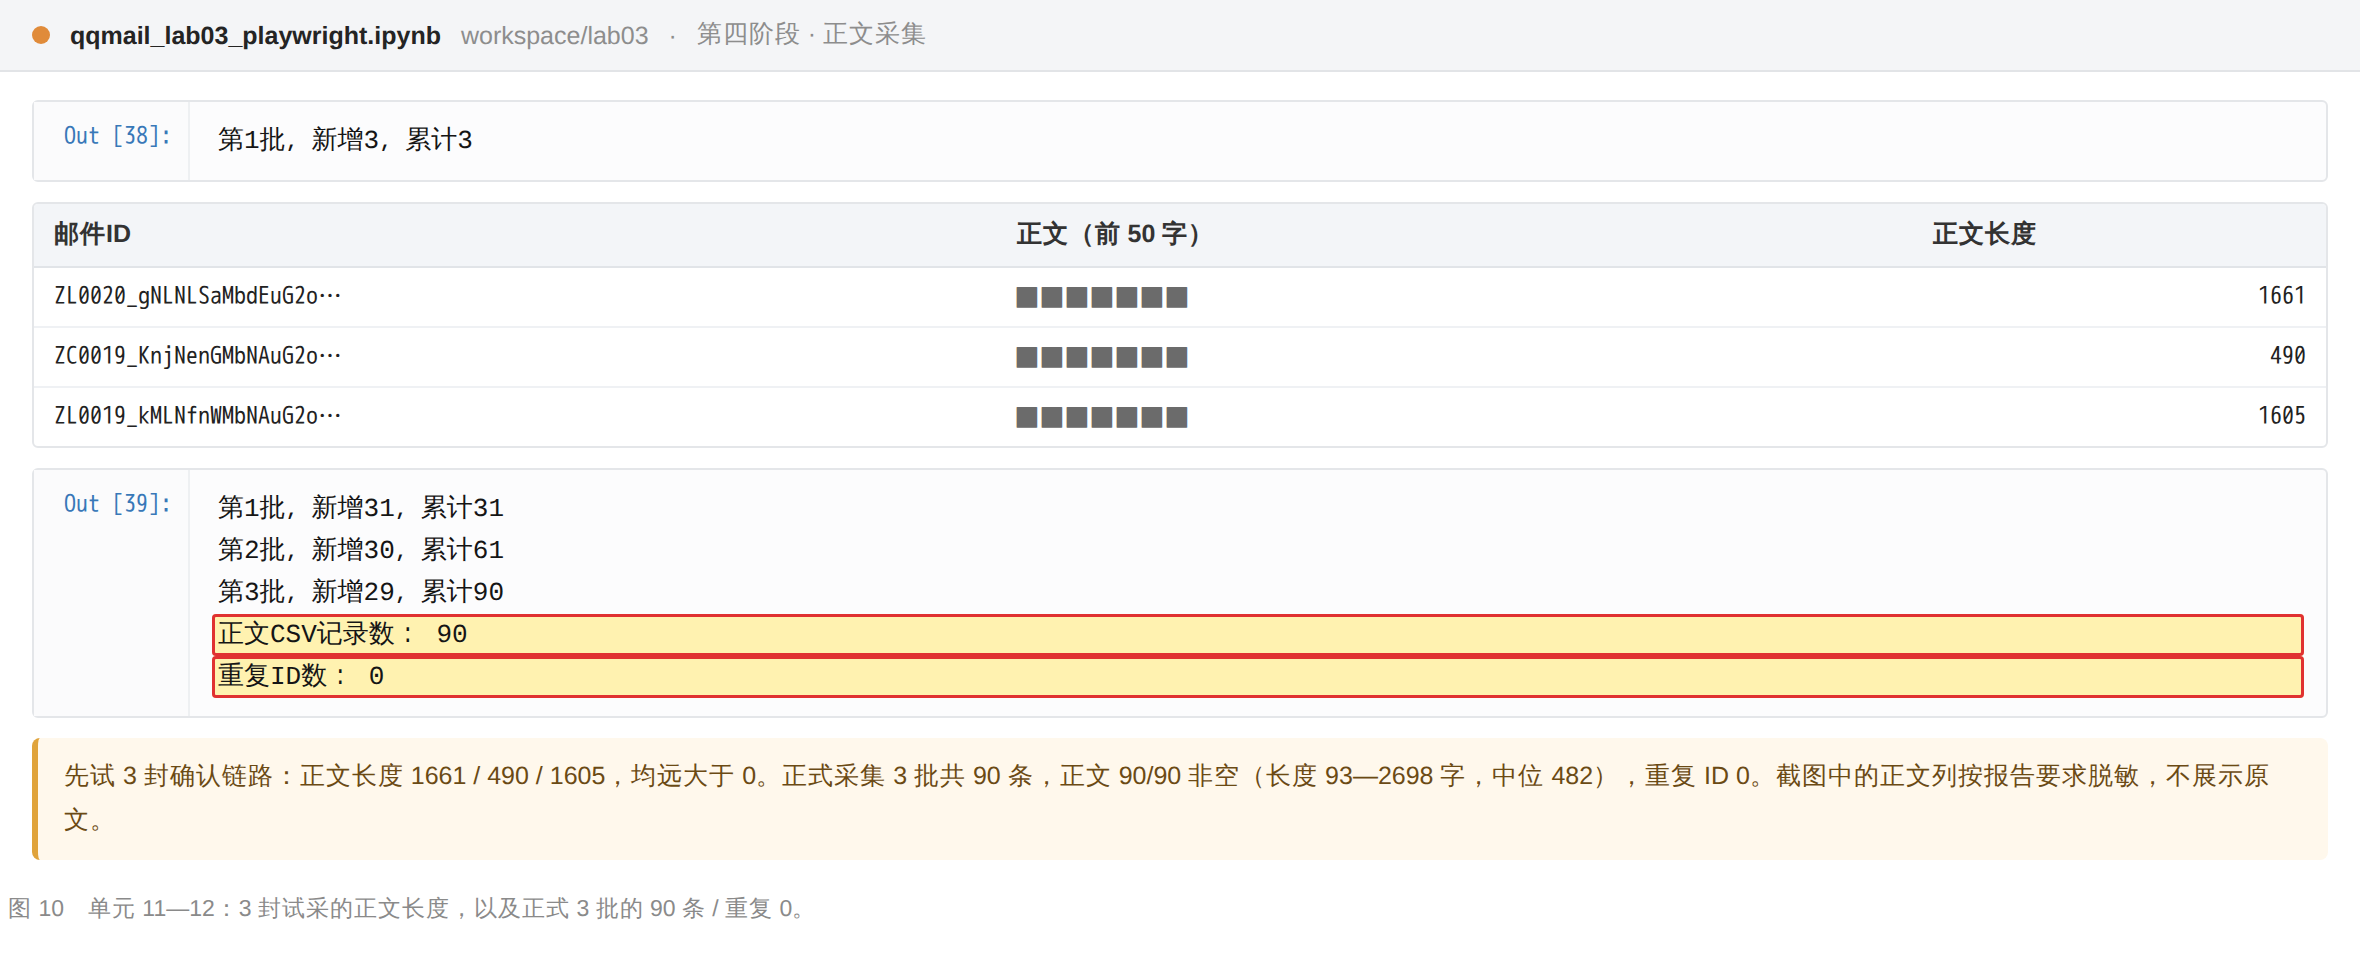 qqmail_lab03_playwright.ipynb workspace/lab03 · 第四阶段 · 正文采集
Out [38]: 第1批, 新增3, 累计3
邮件ID 正文（前 50 字） 正文长度
ZL0020_gNLNLSaMbdEuG2o… ■■■■■■■ 1661
ZC0019_KnjNenGMbNAuG2o… ■■■■■■■ 490
ZL0019_kMLNfnWMbNAuG2o… ■■■■■■■ 1605
Out [39]: 第1批, 新增31, 累计31
第2批, 新增30, 累计61
第3批, 新增29, 累计90
正文CSV记录数： 90
重复ID数： 0
先试 3 封确认链路：正文长度 1661 / 490 / 1605，均远大于 0。正式采集 3 批共 90 条，正文 90/90 非空（长度 93—2698 字，中位 482），重复 ID 0。截图中的正文列按报告要求脱敏，不展示原
文。
图 10 单元 11—12：3 封试采的正文长度，以及正式 3 批的 90 条 / 重复 0。